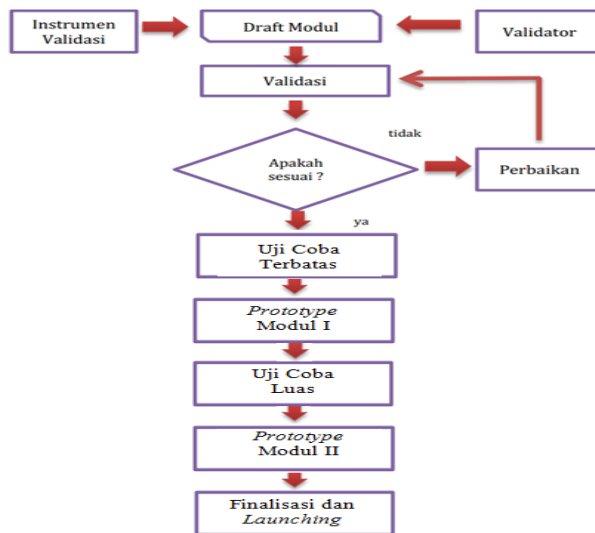 Instrumen
Validasi
Draft Modul
Validator
Validasi
tidak
Apakah
sesuai ?
Perbaikan
ya
Uji Coba
Terbatas
Prototype
Modul I
Uji Coba
Luas
Prototype
Modul II
Finalisasi dan
Launching